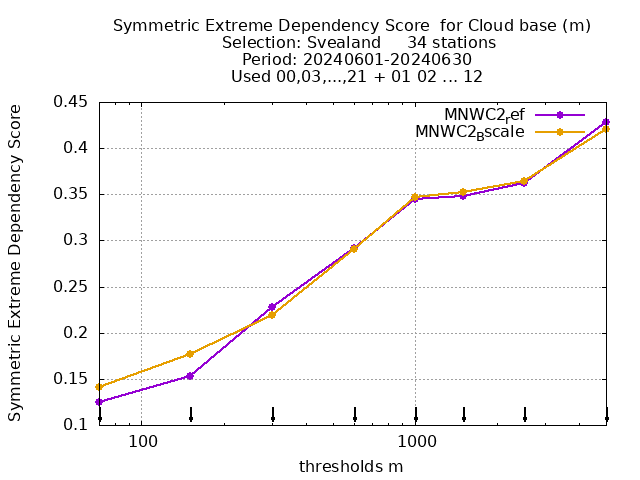 Symmetric Extreme Dependency Score for Cloud base (m)
Selection: Svealand 34 stations
Period: 20240601-20240630
Used 00,03,...,21 + 01 02 ... 12
Symmetric Extreme Dependency Score
0.45
0.4
0.35
0.3
0.25
0.2
0.15
0.1
MNWC2ref
MNWC2Bscale
100
1000
thresholds m